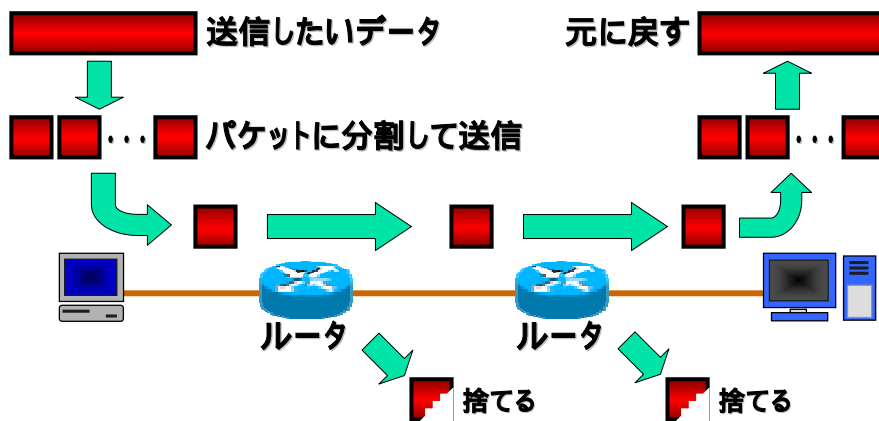 送信したいデータ
元に戻す
パケットに分割して送信
ルータ
ルータ
捨てる
捨てる